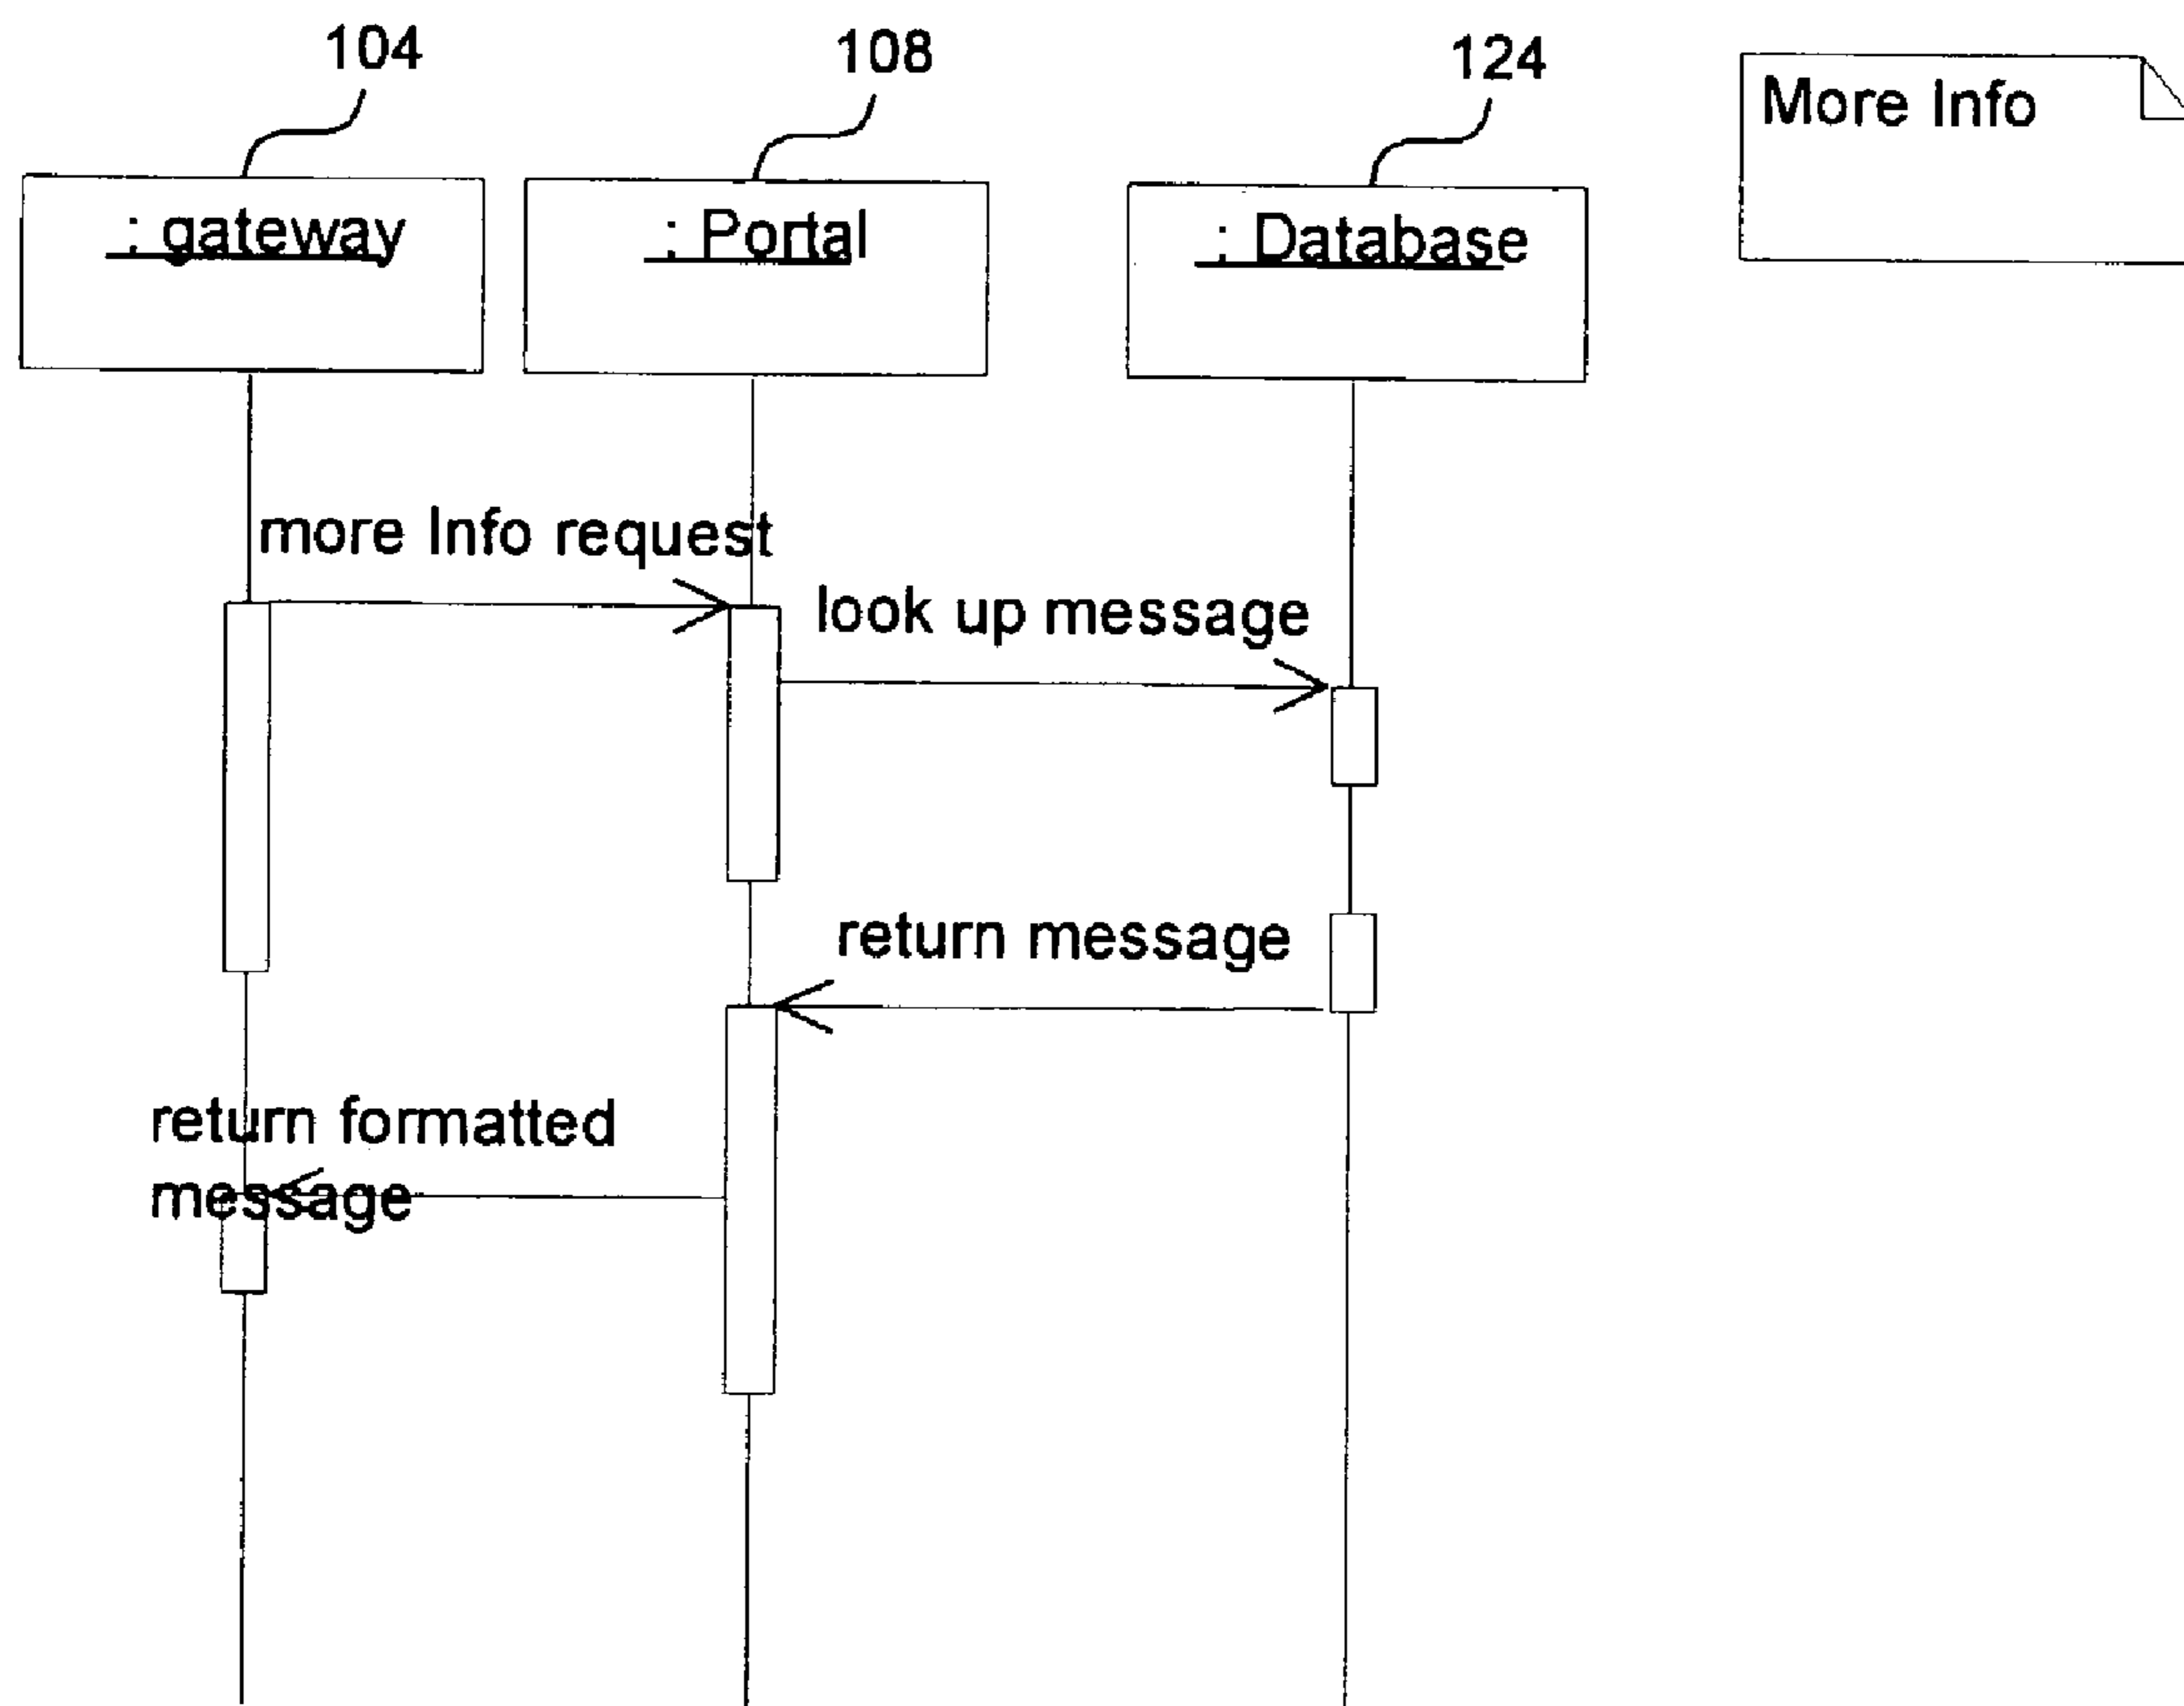 104
108
124
More Info
: gateway
: Portal
: Database
more Info request
look up message
return message
return formatted
message